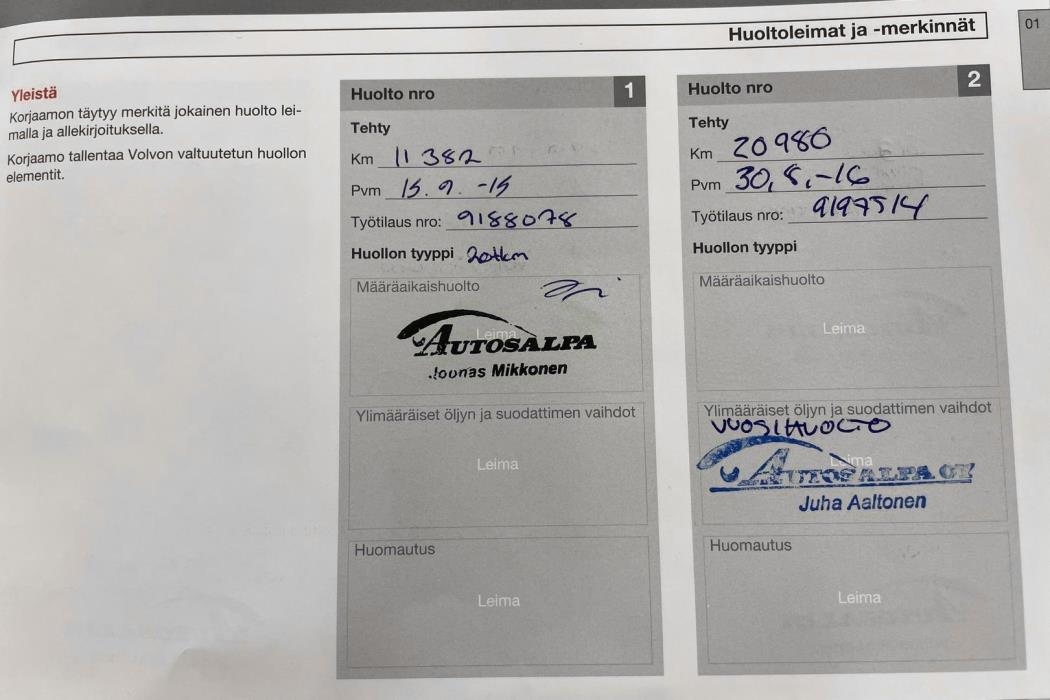 Huoltoleimat ja -merkinnät
01
Yleistä
Korjaamon täytyy merkitä jokainen huolto lei-
malla ja allekirjoituksella.
Korjaamo tallentaa Volvon valtuutetun huollon
elementit.
Huolto nro 1
Tehty
Km 11 382
Pvm 15.9.-15
Työtilaus nro: 9188078
Huollon tyyppi 20tkm
Määräaikaishuolto
Leima
AUTOSALPA
Joonas Mikkonen
Ylimääräiset öljyn ja suodattimen vaihdot
Leima
Huomautus
Leima
Huolto nro 2
Tehty
Km 20980
Pvm 30,8,-16
Työtilaus nro: 9197514
Huollon tyyppi
Määräaikaishuolto
Leima
Ylimääräiset öljyn ja suodattimen vaihdot
VUOSIHUOLTO
Leima
AUTOSALPA OY
Juha Aaltonen
Huomautus
Leima